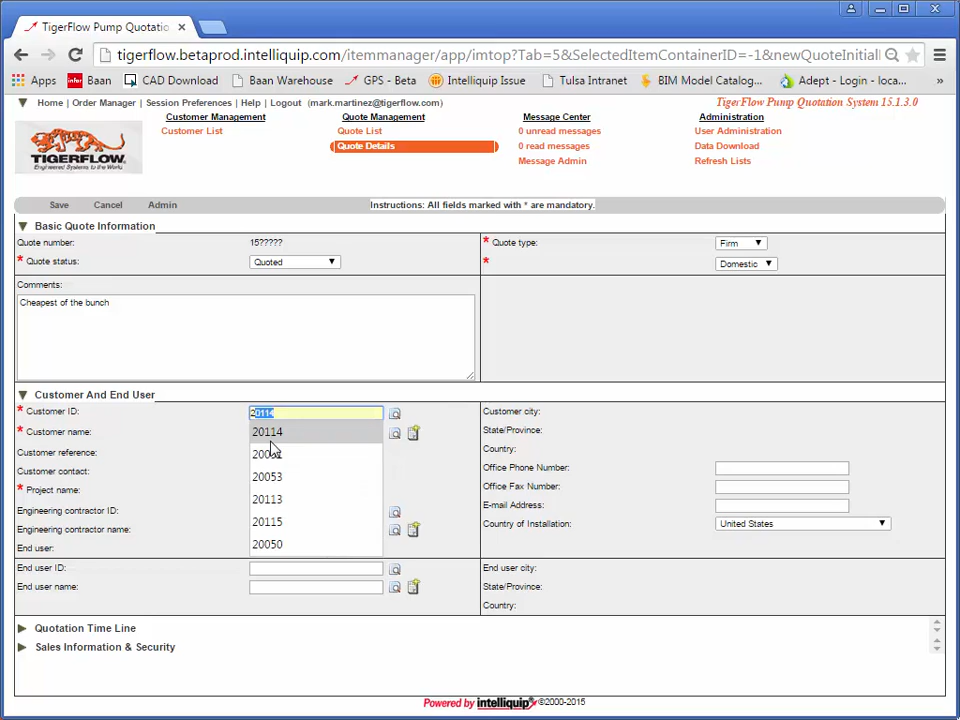 TigerFlow Pump Quotatio
tigerflow.betaprod.intelliquip.com/itemmanager/app/imtop?Tab=5&SelectedItemContainerID=-1&newQuoteInitial
Apps infor Baan CAD Download Baan Warehouse GPS - Beta Intelliquip Issue Tulsa Intranet BIM Model Catalog... Adept - Login - loca... »
Home | Order Manager | Session Preferences | Help | Logout (mark.martinez@tigerflow.com) TigerFlow Pump Quotation System 15.1.3.0
Customer Management Quote Management Message Center Administration
Customer List Quote List 0 unread messages User Administration
Quote Details 0 read messages Data Download
Message Admin Refresh Lists
TIGERFLOW
Engineered Systems to the World
Save Cancel Admin Instructions: All fields marked with * are mandatory.
Basic Quote Information
Quote number: 15????? * Quote type: Firm
* Quote status: Quoted * Domestic
Comments:
Cheapest of the bunch
Customer And End User
* Customer ID: 20114 Customer city:
* Customer name: 20114 State/Province:
Customer reference: Country:
Customer contact: 20053 Office Phone Number:
* Project name: 20113 Office Fax Number:
Engineering contractor ID: E-mail Address:
Engineering contractor name: 20115 Country of Installation: United States
End user: 20050
End user ID: End user city:
End user name: State/Province:
Country:
Quotation Time Line
Sales Information & Security
Powered by intelliquip ©2000-2015